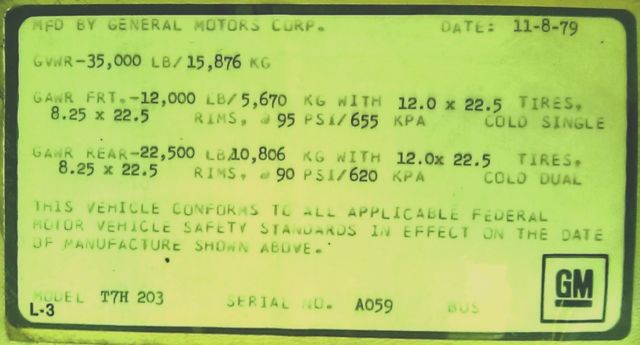 MFD BY GENERAL MOTORS CORP. DATE: 11-8-79
GVWR-35,000 LB/15,876 KG
GAWR FRT.-12,000 LB/5,670 KG WITH 12.0 x 22.5 TIRES,
8.25 x 22.5 RIMS, @ 95 PSI/655 KPA COLD SINGLE
GAWR REAR-22,500 LB/10,806 KG WITH 12.0x 22.5 TIRES,
8.25 x 22.5 RIMS, @ 90 PSI/620 KPA COLD DUAL
THIS VEHICLE CONFORMS TO ALL APPLICABLE FEDERAL
MOTOR VEHICLE SAFETY STANDARDS IN EFFECT ON THE DATE
OF MANUFACTURE SHOWN ABOVE.
MODEL T7H 203 SERIAL NO. A059 BUS
GM
L-3